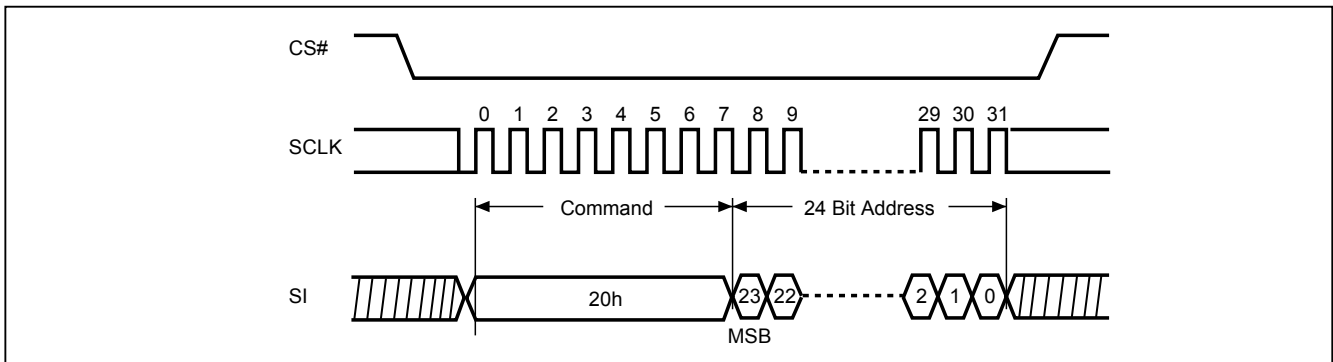 CS#
0 1 2 3 4 5 6 7 8 9 29 30 31
SCLK
Command 24 Bit Address
SI 20h 23 22 2 1 0
MSB